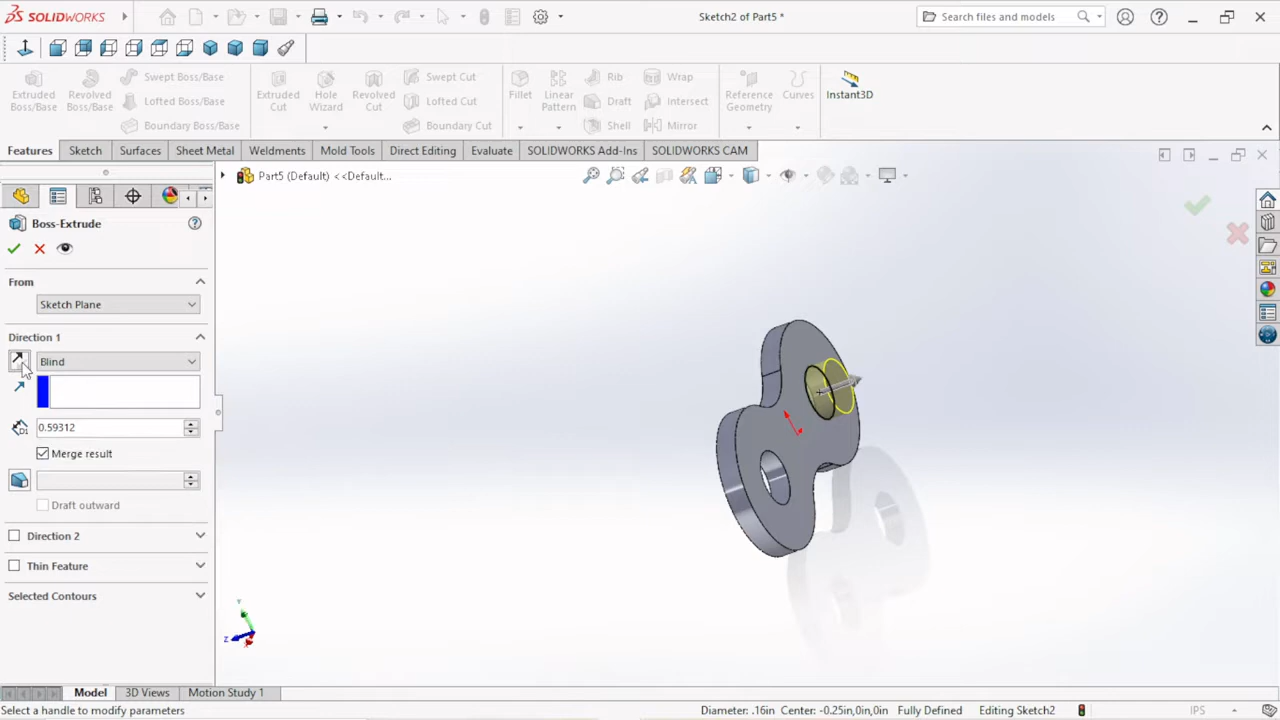 SOLIDWORKS
Sketch2 of Part5 *
Search files and models
Extruded Boss/Base
Revolved Boss/Base
Swept Boss/Base
Lofted Boss/Base
Boundary Boss/Base
Extruded Cut
Hole Wizard
Revolved Cut
Swept Cut
Lofted Cut
Boundary Cut
Fillet
Linear Pattern
Rib
Draft
Shell
Wrap
Intersect
Mirror
Reference Geometry
Curves
Instant3D
Features
Sketch
Surfaces
Sheet Metal
Weldments
Mold Tools
Direct Editing
Evaluate
SOLIDWORKS Add-Ins
SOLIDWORKS CAM
Part5 (Default) <<Default...
Boss-Extrude
From
Sketch Plane
Direction 1
Blind
D1
0.59312
Merge result
Draft outward
Direction 2
Thin Feature
Selected Contours
Y
Z
Model
3D Views
Motion Study 1
Select a handle to modify parameters
Diameter: .16in
Center: -0.25in,0in,0in
Fully Defined
Editing Sketch2
IPS